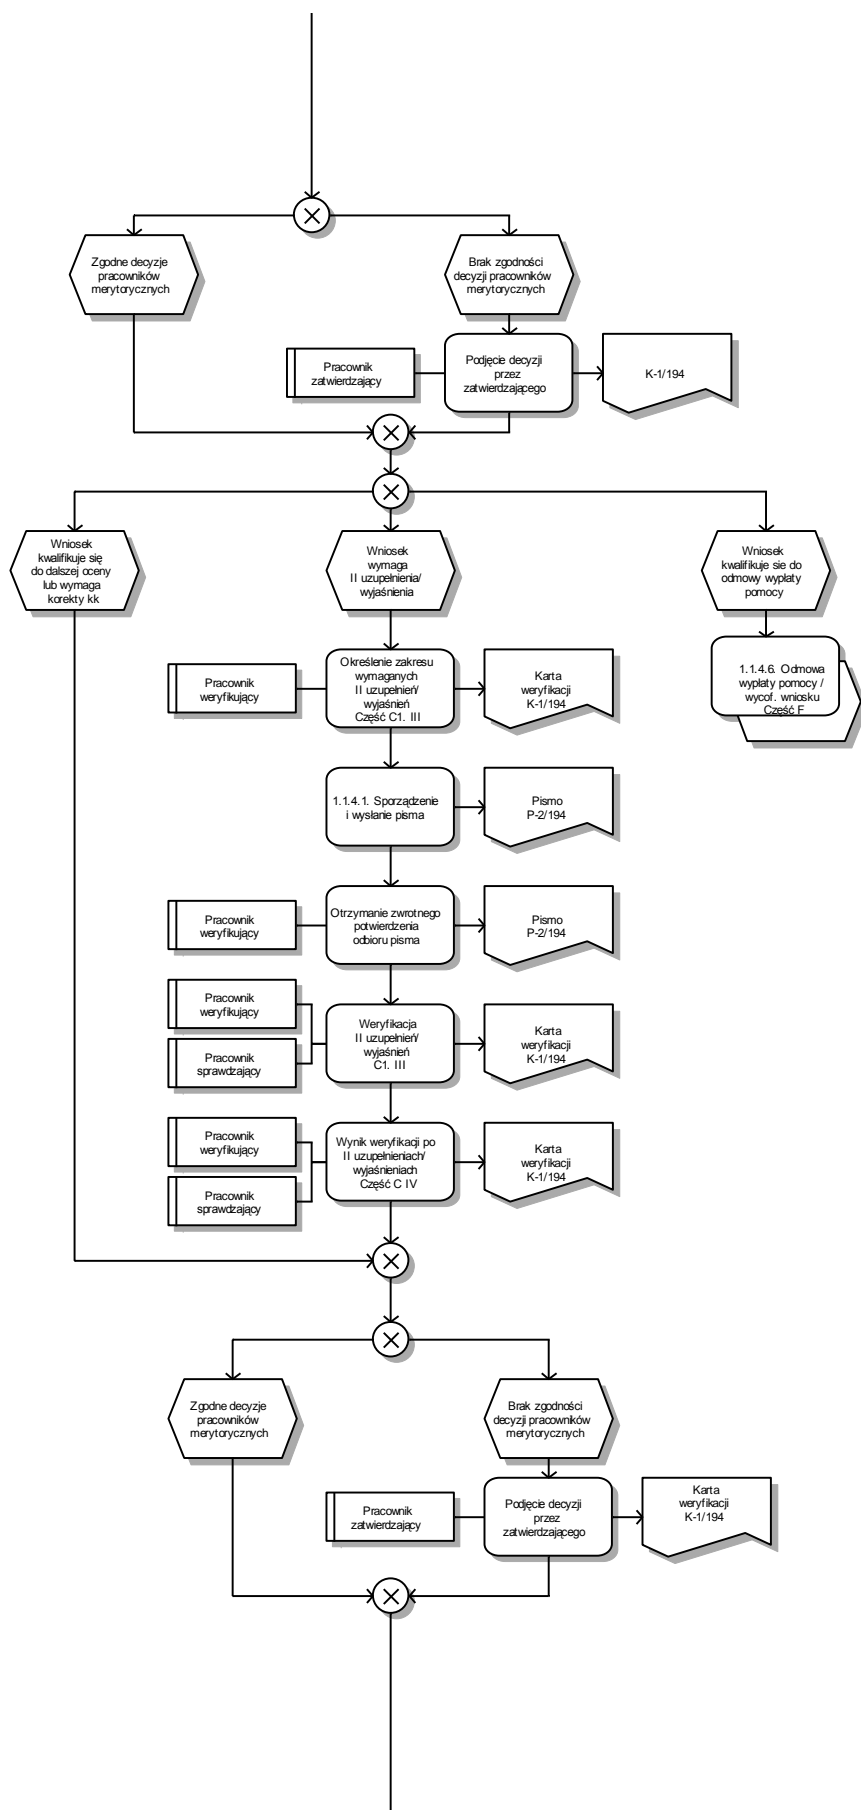 Zgodne decyzje
pracowników
merytorycznych
Brak zgodności
decyzji pracowników
merytorycznych
Pracownik
zatwierdzający
Podjęcie decyzji
przez
zatwierdzającego
K-1/194
Wniosek
kwalifikuje się
do dalszej oceny
lub wymaga
korekty kk
Wniosek
wymaga
II uzupełnienia/
wyjaśnienia
Wniosek
kwalifikuje sie do
odmowy wypłaty
pomocy
Pracownik
weryfikujący
Określenie zakresu
wymaganych
II uzupełnień/
wyjaśnień
Część C1. III
Karta
weryfikacji
K-1/194
1.1.4.6. Odmowa
wypłaty pomocy /
wycof. wniosku
Część F
1.1.4.1. Sporządzenie
i wysłanie pisma
Pismo
P-2/194
Pracownik
weryfikujący
Otrzymanie zwrotnego
potwierdzenia
odbioru pisma
Pismo
P-2/194
Pracownik
weryfikujący
Pracownik
sprawdzający
Weryfikacja
II uzupełnień/
wyjaśnień
C1. III
Karta
weryfikacji
K-1/194
Pracownik
weryfikujący
Pracownik
sprawdzający
Wynik weryfikacji po
II uzupełnieniach/
wyjaśnieniach
Część C IV
Karta
weryfikacji
K-1/194
Zgodne decyzje
pracowników
merytorycznych
Brak zgodności
decyzji pracowników
merytorycznych
Pracownik
zatwierdzający
Podjęcie decyzji
przez
zatwierdzającego
Karta
weryfikacji
K-1/194